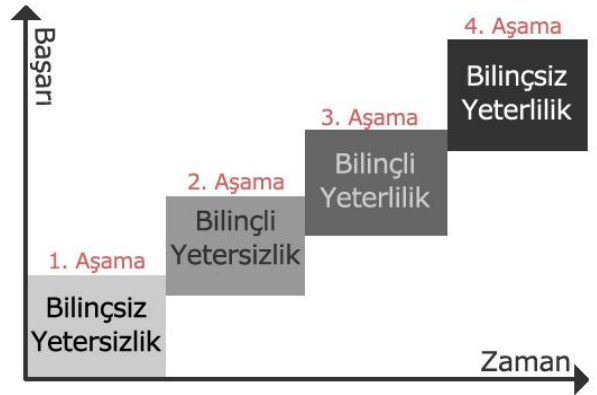 Başarı
1. Aşama
Bilinçsiz
Yetersizlik
2. Aşama
Bilinçli
Yetersizlik
3. Aşama
Bilinçli
Yeterlilik
4. Aşama
Bilinçsiz
Yeterlilik
Zaman